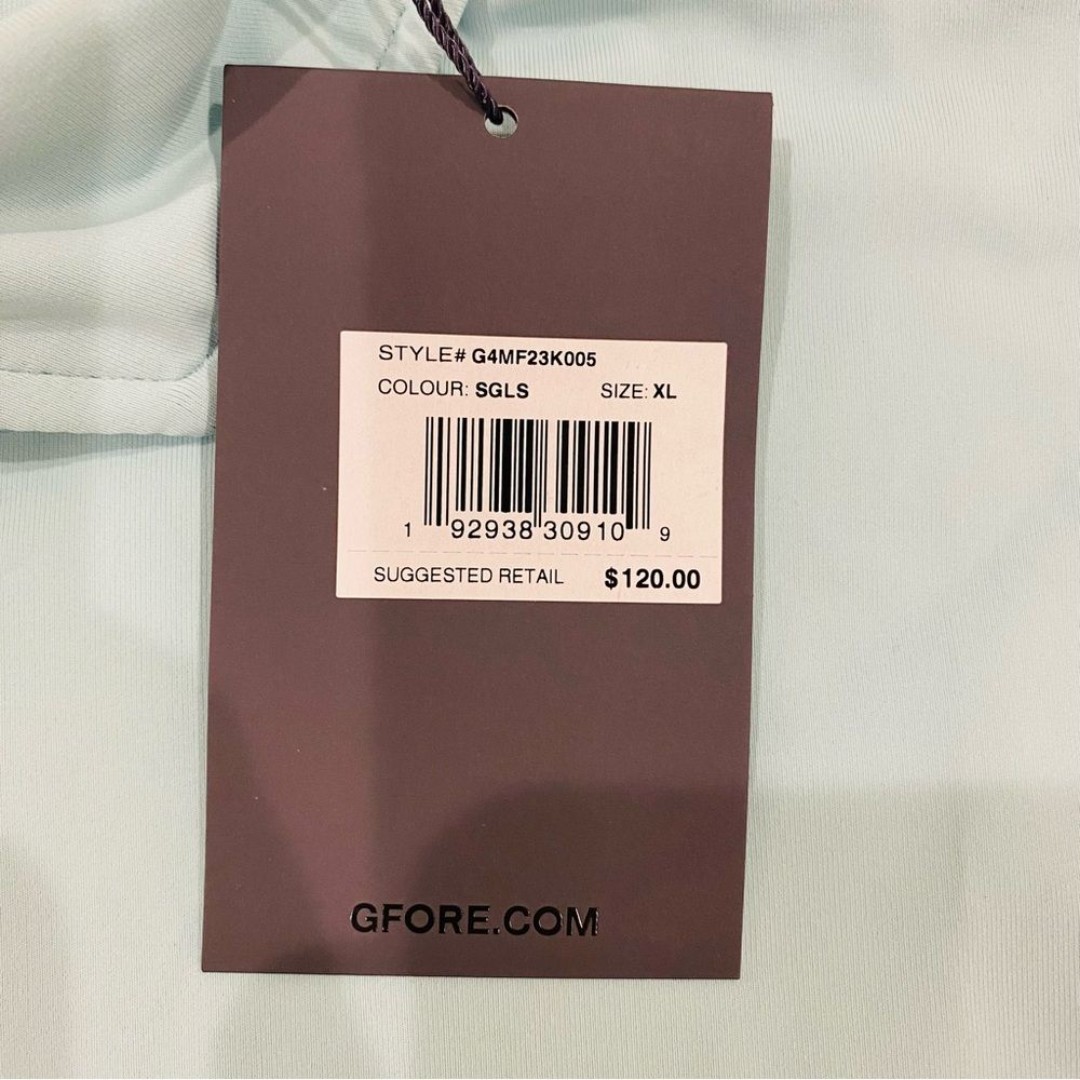 STYLE# G4MF23K005
COLOUR: SGLS SIZE: XL
1 92938 30910 9
SUGGESTED RETAIL $120.00
GFORE.COM